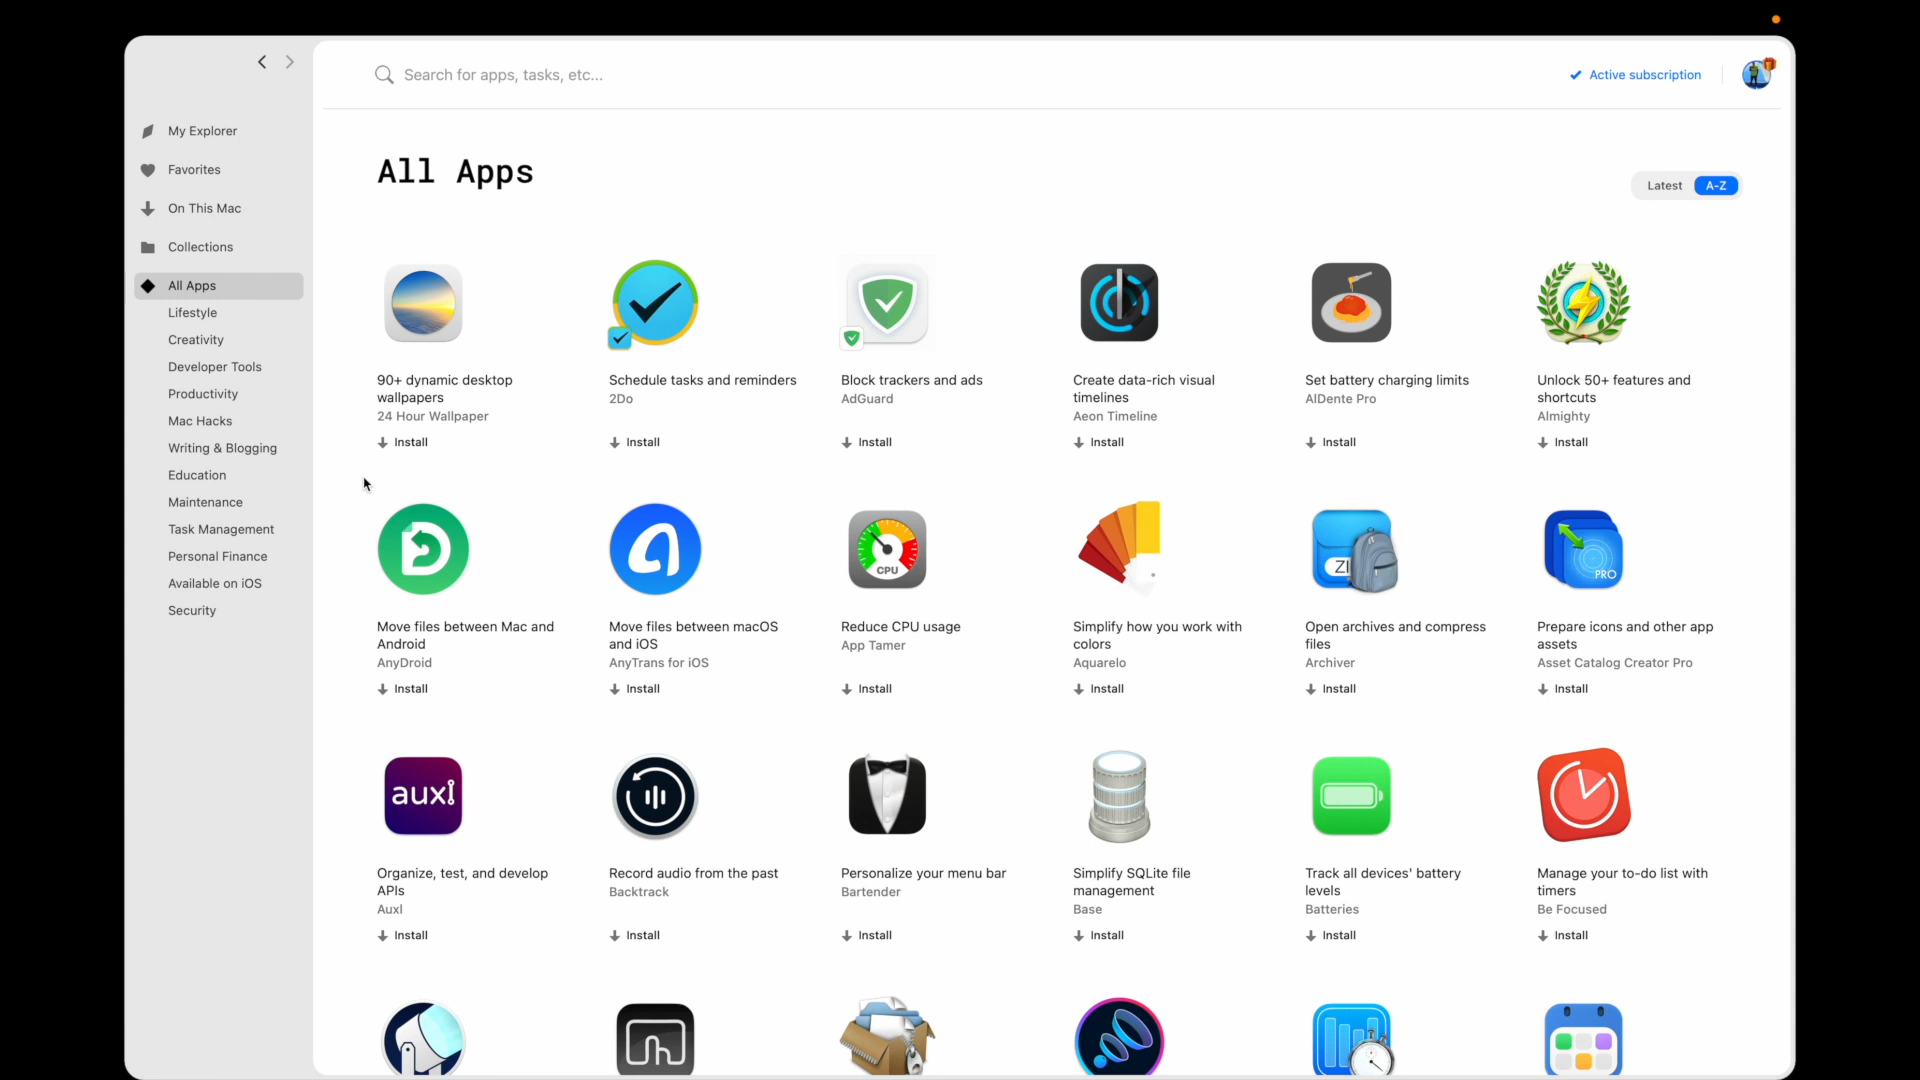 Search for apps, tasks, etc...
Active subscription
My Explorer
Favorites
On This Mac
Collections
All Apps
Lifestyle
Creativity
Developer Tools
Productivity
Mac Hacks
Writing & Blogging
Education
Maintenance
Task Management
Personal Finance
Available on iOS
Security
All Apps
Latest
A-Z
90+ dynamic desktop
wallpapers
24 Hour Wallpaper
Install
Schedule tasks and reminders
2Do
Install
Block trackers and ads
AdGuard
Install
Create data-rich visual
timelines
Aeon Timeline
Install
Set battery charging limits
AlDente Pro
Install
Unlock 50+ features and
shortcuts
Almighty
Install
Move files between Mac and
Android
AnyDroid
Install
Move files between macOS
and iOS
AnyTrans for iOS
Install
CPU
Reduce CPU usage
App Tamer
Install
Simplify how you work with
colors
Aquarelo
Install
ZI
Open archives and compress
files
Archiver
Install
PRO
Prepare icons and other app
assets
Asset Catalog Creator Pro
Install
auxl
Organize, test, and develop
APIs
Auxl
Install
Record audio from the past
Backtrack
Install
Personalize your menu bar
Bartender
Install
Simplify SQLite file
management
Base
Install
Track all devices' battery
levels
Batteries
Install
Manage your to-do list with
timers
Be Focused
Install